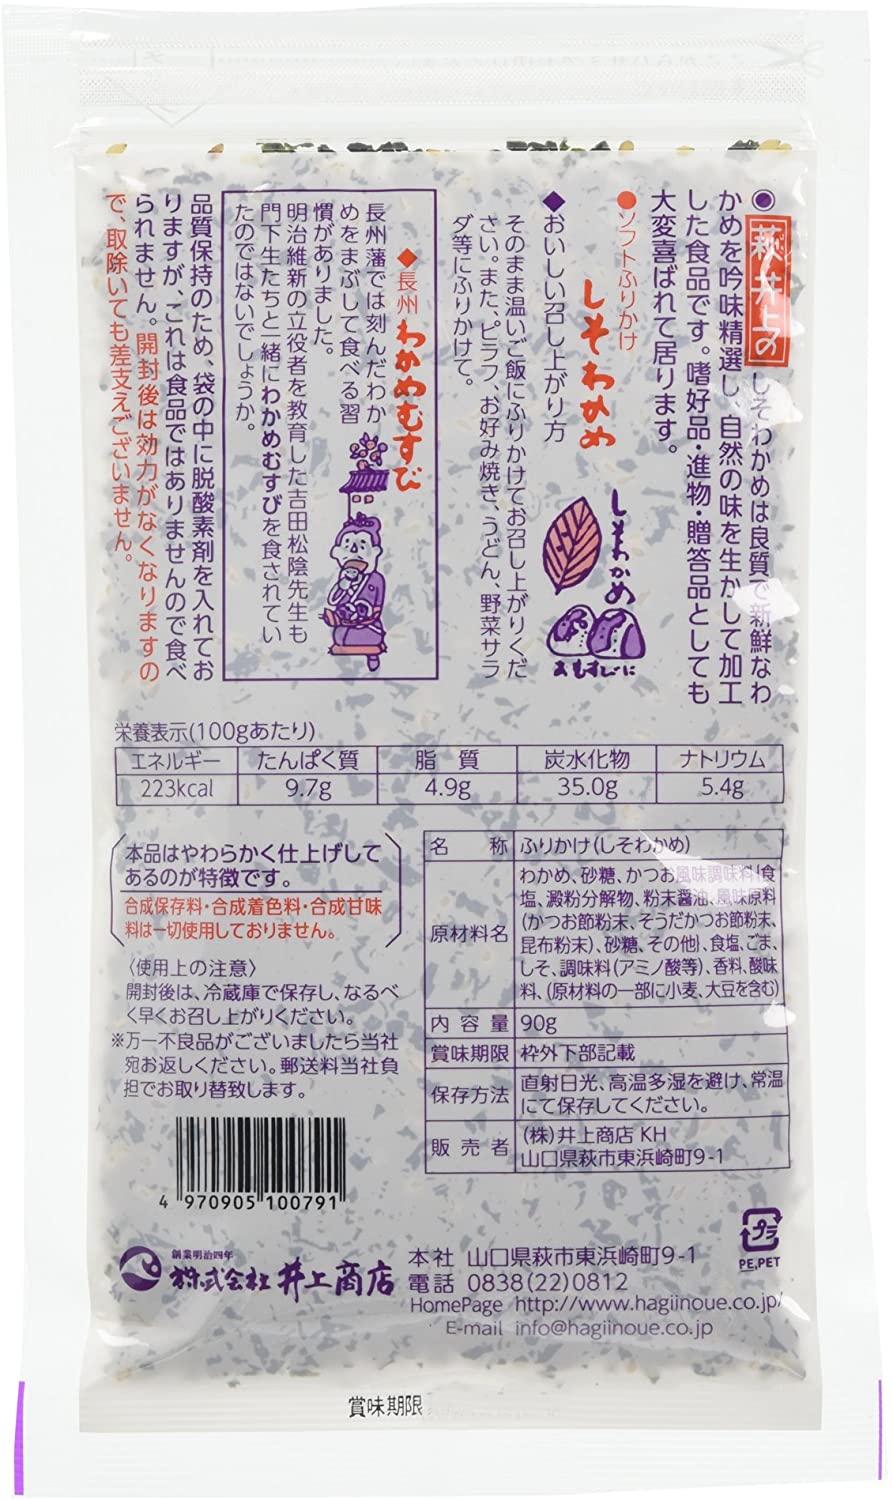 ◉萩・井上のしそわかめは良質で新鮮なわ
かめを吟味精選し、自然の味を生かして加工
した食品です。嗜好品・進物・贈答品としても
大変喜ばれて居ります。
●ソフトふりかけ
しそわかめ
しそわかめ
おむすびに
◆おいしい召し上がり方
そのまま温いご飯にふりかけてお召し上がりくだ
さい。また、ピラフ、お好み焼き、うどん、野菜サラ
ダ等にふりかけて。
◆長州わかめむすび
長州藩では刻んだわか
めをまぶして食べる習
慣がありました。
明治維新の立役者を教育した吉田松陰先生も
門下生たちと一緒にわかめむすびを食されてい
たのではないでしょうか。
品質保持のため、袋の中に脱酸素剤を入れてお
りますが、これは食品ではありませんので食べ
られません。開封後は効力がなくなりますの
で、取除いても差支えございません。
栄養表示(100gあたり)
エネルギー たんぱく質 脂質 炭水化物 ナトリウム
223kcal 9.7g 4.9g 35.0g 5.4g
本品はやわらかく仕上げして
あるのが特徴です。
合成保存料・合成着色料・合成甘味
料は一切使用しておりません。
〈使用上の注意〉
開封後は、冷蔵庫で保存し、なるべ
く早くお召し上がりください。
※万一不良品がございましたら当社
宛お返しください。郵送料当社負
担でお取り替致します。
名称 ふりかけ(しそわかめ)
原材料名 わかめ、砂糖、かつお風味調味料(食
塩、澱粉分解物、粉末醤油、風味原料
(かつお節粉末、そうだかつお節粉末、
昆布粉末)、砂糖、その他)、食塩、ごま、
しそ、調味料(アミノ酸等)、香料、酸味
料、(原材料の一部に小麦、大豆を含む)
内容量 90g
賞味期限 枠外下部記載
保存方法 直射日光、高温多湿を避け、常温
にて保存してください。
販売者 (株)井上商店 KH
山口県萩市東浜崎町9-1
4 970905 100791
創業明治四年
株式会社 井上商店
本社 山口県萩市東浜崎町9-1
電話 0838(22)0812
HomePage http://www.hagiinoue.co.jp/
E-mail info@hagiinoue.co.jp
プラ
PE,PET
賞味期限